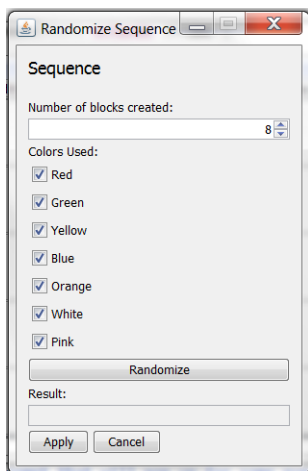 Randomize Sequence
Sequence
Number of blocks created:
8
Colors Used:
Red
Green
Yellow
Blue
Orange
White
Pink
Randomize
Result:
Apply Cancel